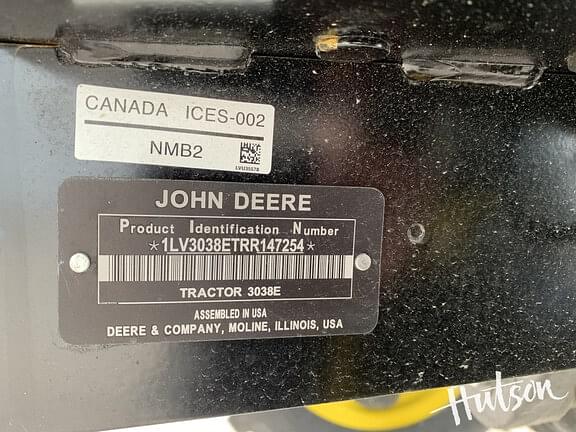 CANADA ICES-002
NMB2
LVU35578
JOHN DEERE
Product Identification Number
*1LV3038ETRR147254*
TRACTOR 3038E
ASSEMBLED IN USA
DEERE & COMPANY, MOLINE, ILLINOIS, USA
Hutson